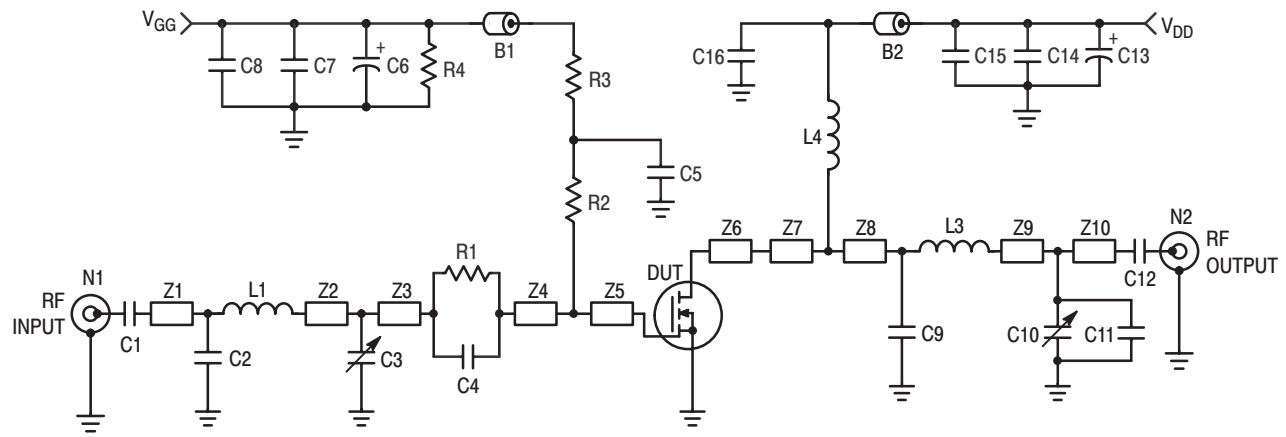 VGG
B1
C8
C7
+
C6
R4
R3
C5
R2
VDD
B2
C16
C15
C14
+
C13
L4
N1
RF
INPUT
C1
Z1
L1
Z2
Z3
R1
C4
Z4
Z5
C2
C3
DUT
Z6
Z7
Z8
L3
Z9
Z10
N2
RF
OUTPUT
C12
C9
C10
C11